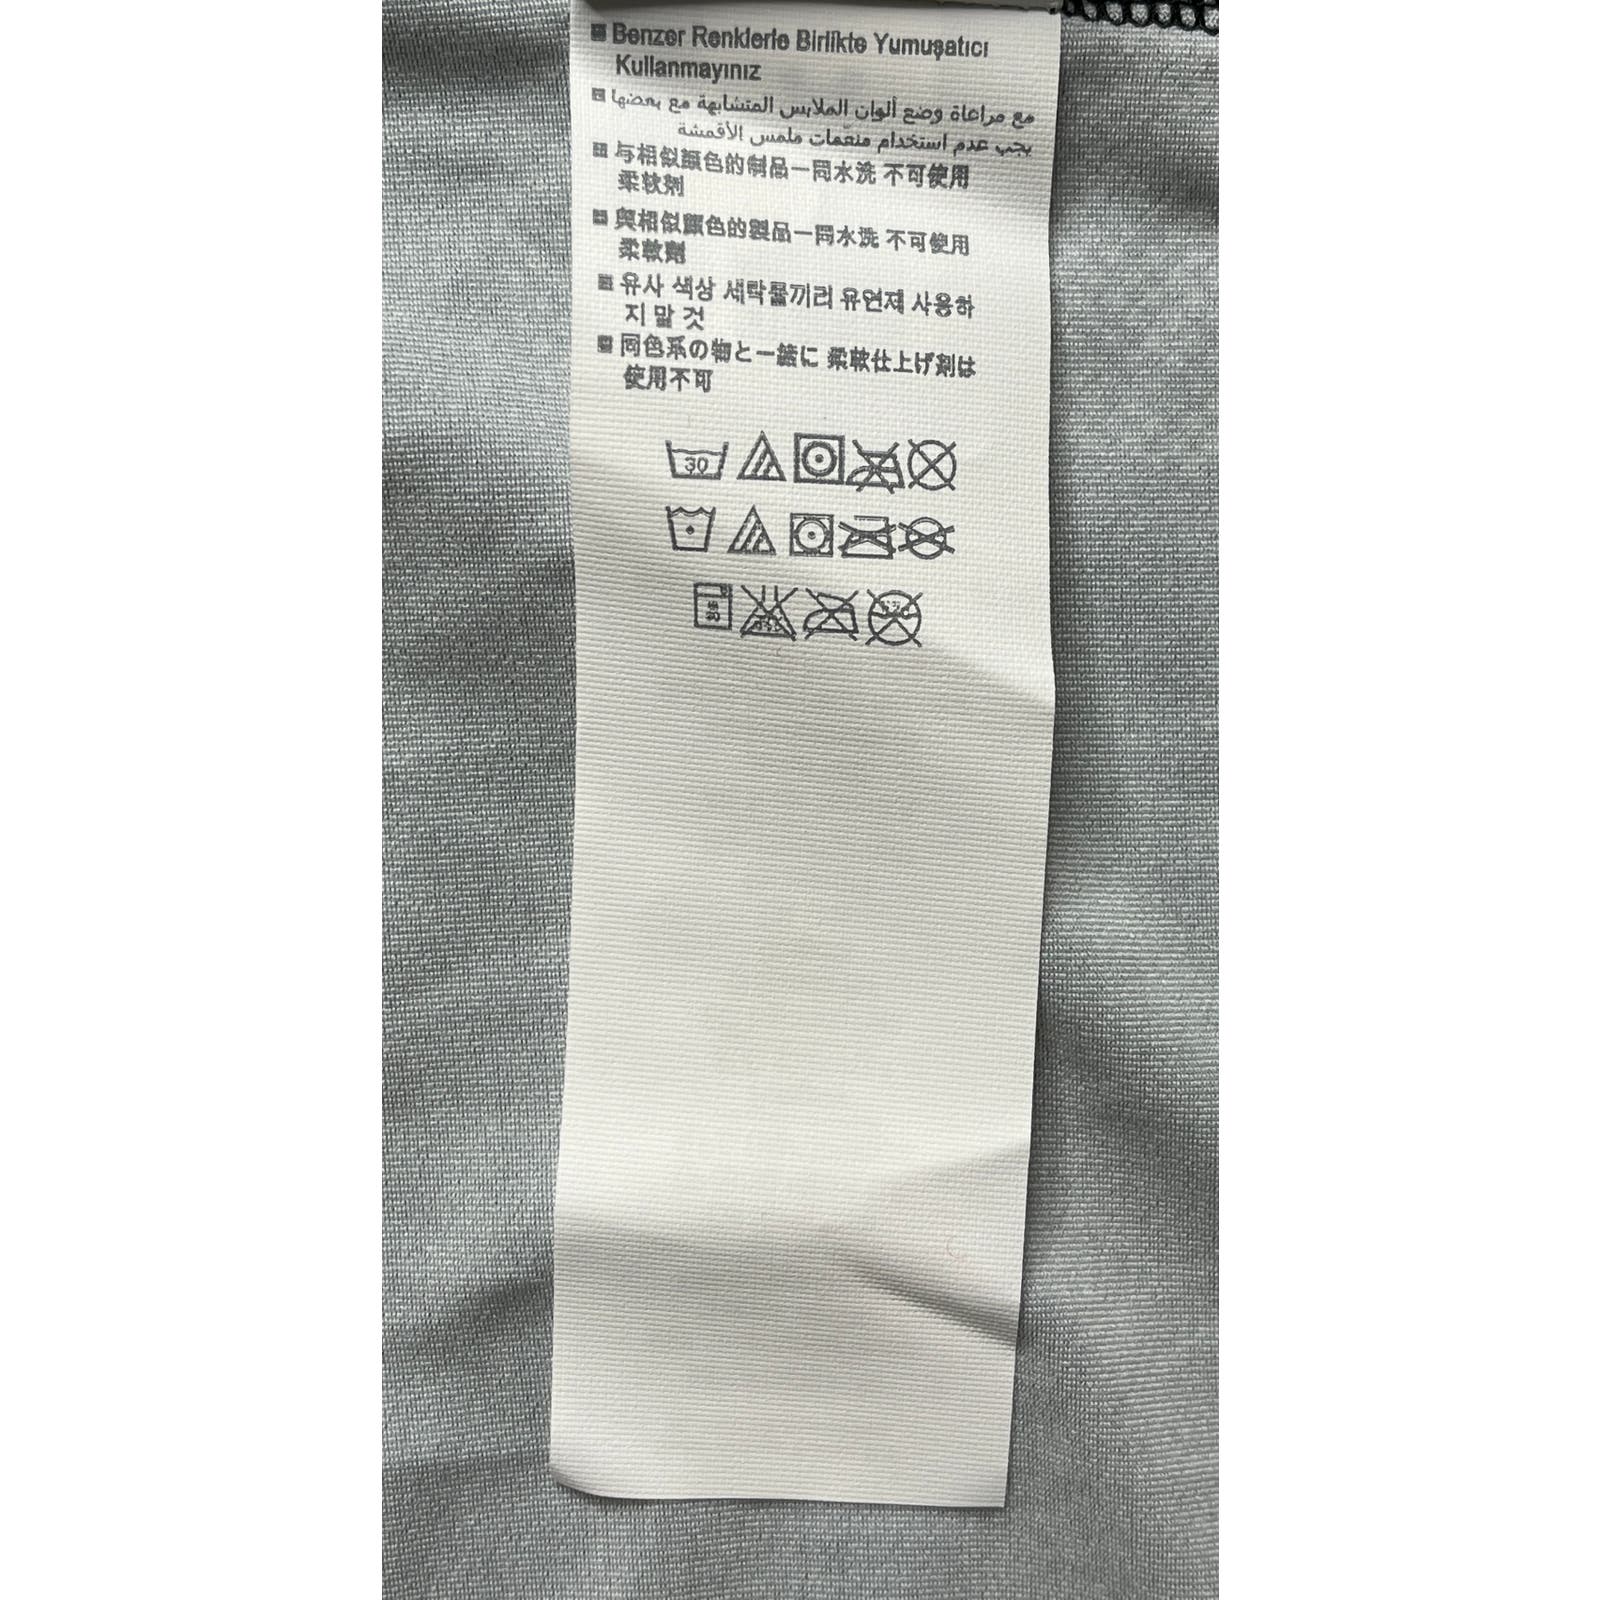 Benzer Renklerle Birlikte Yumuşatıcı
Kullanmayınız
مع مراعاة وضع ألوان الملابس المتشابهة مع بعضها
يجب عدم استخدام منعّمات ملمس الأقمشة
与相似颜色的制品一同水洗 不可使用
柔软剂
與相似顏色的製品一同水洗 不可使用
柔軟劑
유사 색상 세탁물끼리 유연제 사용하
지 말 것
同色系の物と一緒に 柔軟仕上げ剤は
使用不可
30